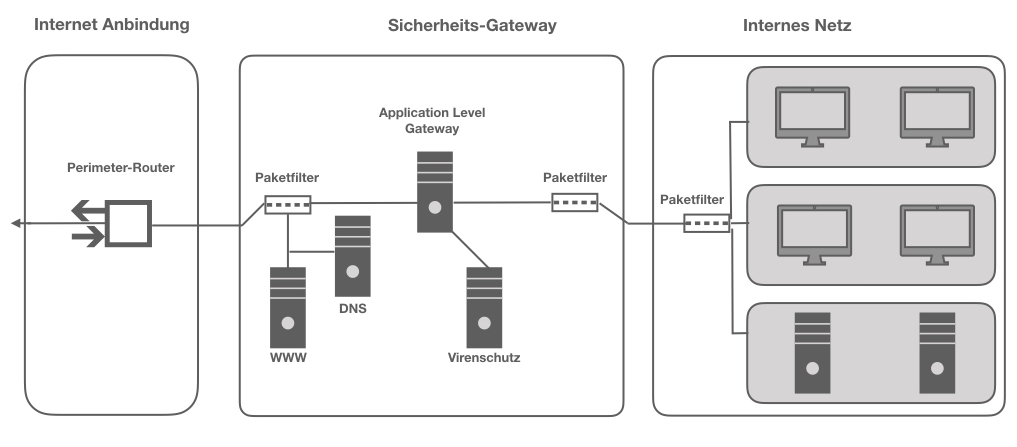 Internet Anbindung
Sicherheits-Gateway
Internes Netz
Perimeter-Router
Paketfilter
Application Level
Gateway
Paketfilter
Paketfilter
DNS
WWW
Virenschutz